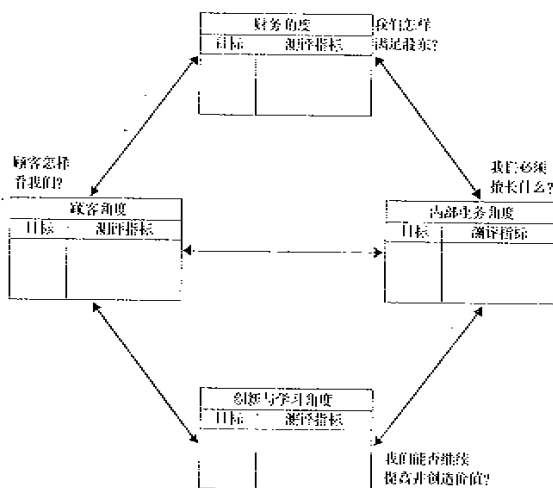 财务角度
目标 测评指标
我们怎样
满足股东?
顾客怎样
看我们?
顾客角度
目标 测评指标
我们必须
擅长什么?
内部业务角度
目标 测评指标
创新与学习角度
目标 测评指标
我们能否继续
提高并创造价值?